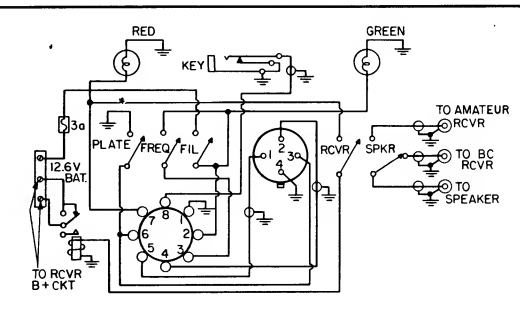 RED
GREEN
KEY
3a
PLATE
FREQ
FIL
RCVR
SPKR
TO AMATEUR
RCVR
TO BC
RCVR
TO
SPEAKER
12.6V
BAT.
1
2
3
4
7
8
1
6
2
5
4
3
TO RCVR
B+CKT